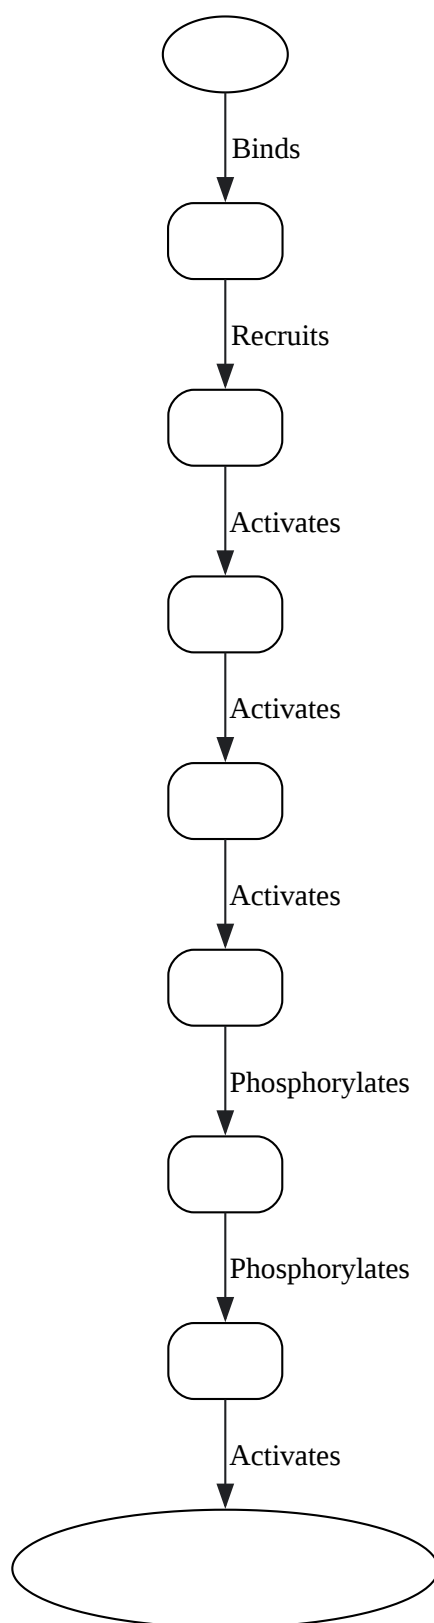 Binds
Recruits
Activates
Activates
Activates
Phosphorylates
Phosphorylates
Activates